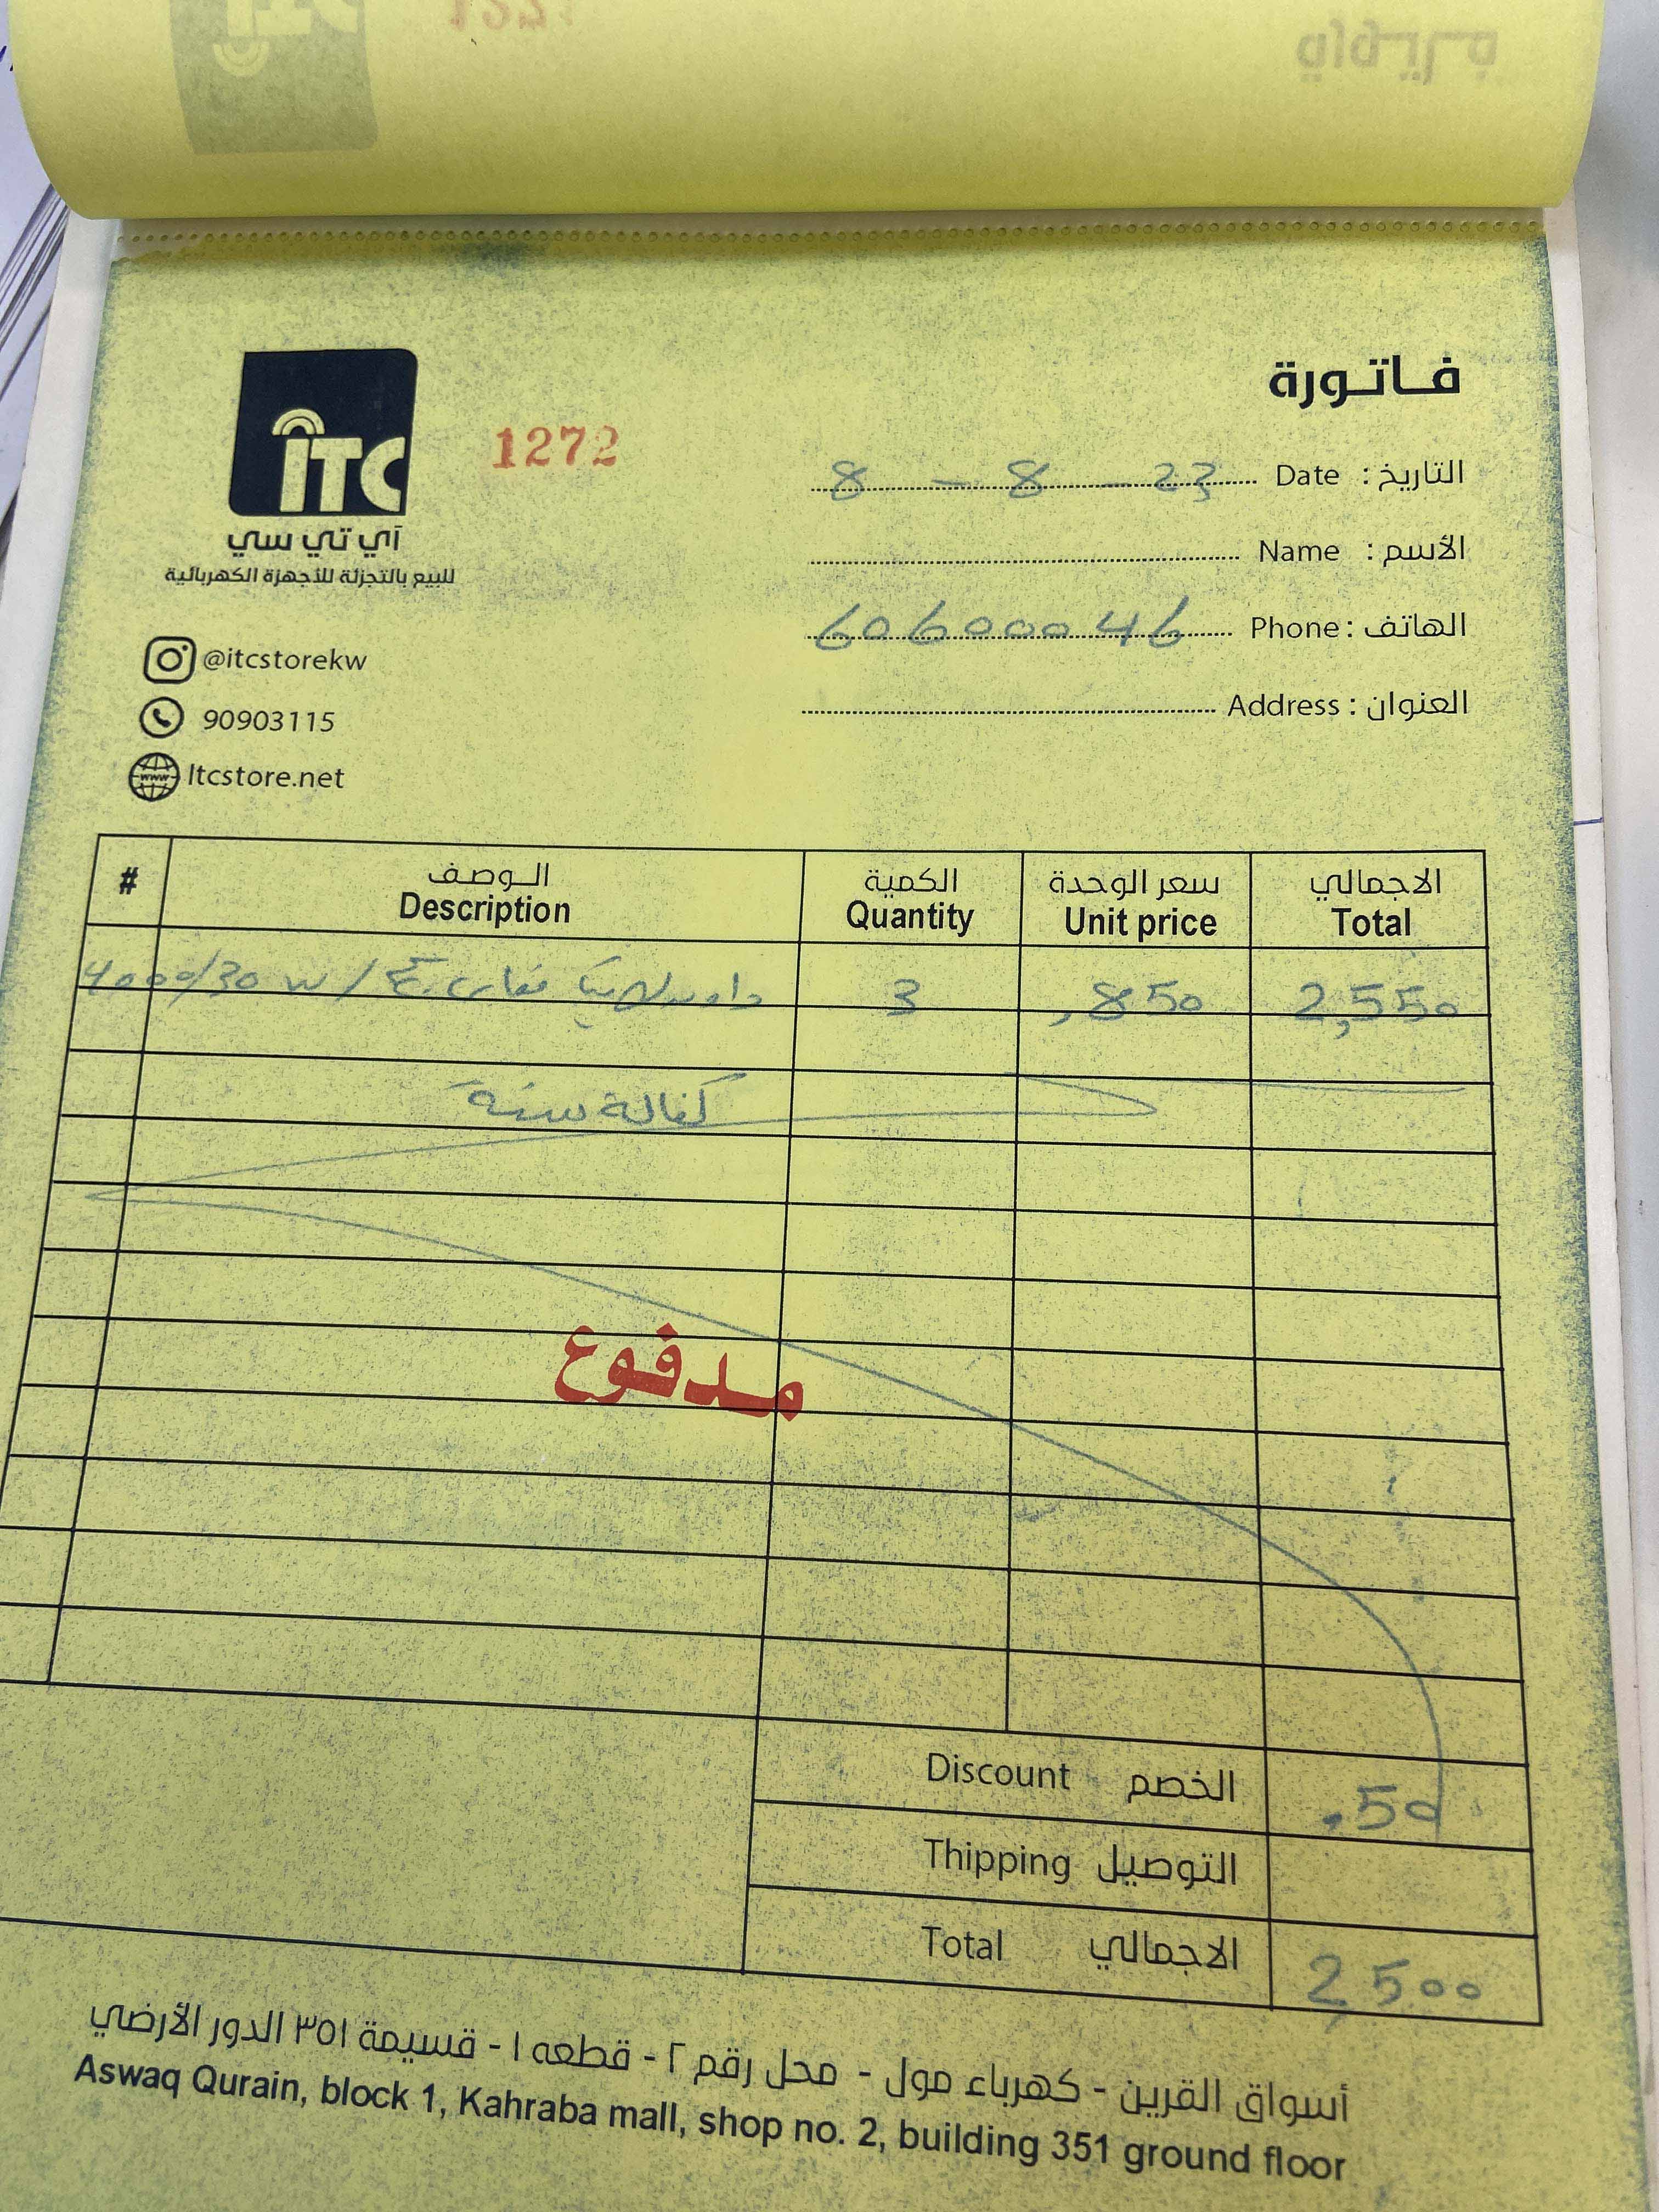 فاتورة
ITC
1272
آي تي سي
للبيع بالتجزئة للأجهزة الكهربائية
التاريخ : Date 8 - 8 - 23
الأسم : Name
الهاتف : Phone 60600046
العنوان : Address
@itcstorekw
90903115
www
Itcstore.net
# الوصف الكمية سعر الوحدة الاجمالي
Description Quantity Unit price Total
4000/30 w / داونلايت 3 ,850 2,550
كفالة سنة
مدفوع
Discount الخصم .50
Thipping التوصيل
Total الاجمالي 2,500
أسواق القرين - كهرباء مول - محل رقم ٢ - قطعه ١ - قسيمة ٣٥١ الدور الأرضي
Aswaq Qurain, block 1, Kahraba mall, shop no. 2, building 351 ground floor